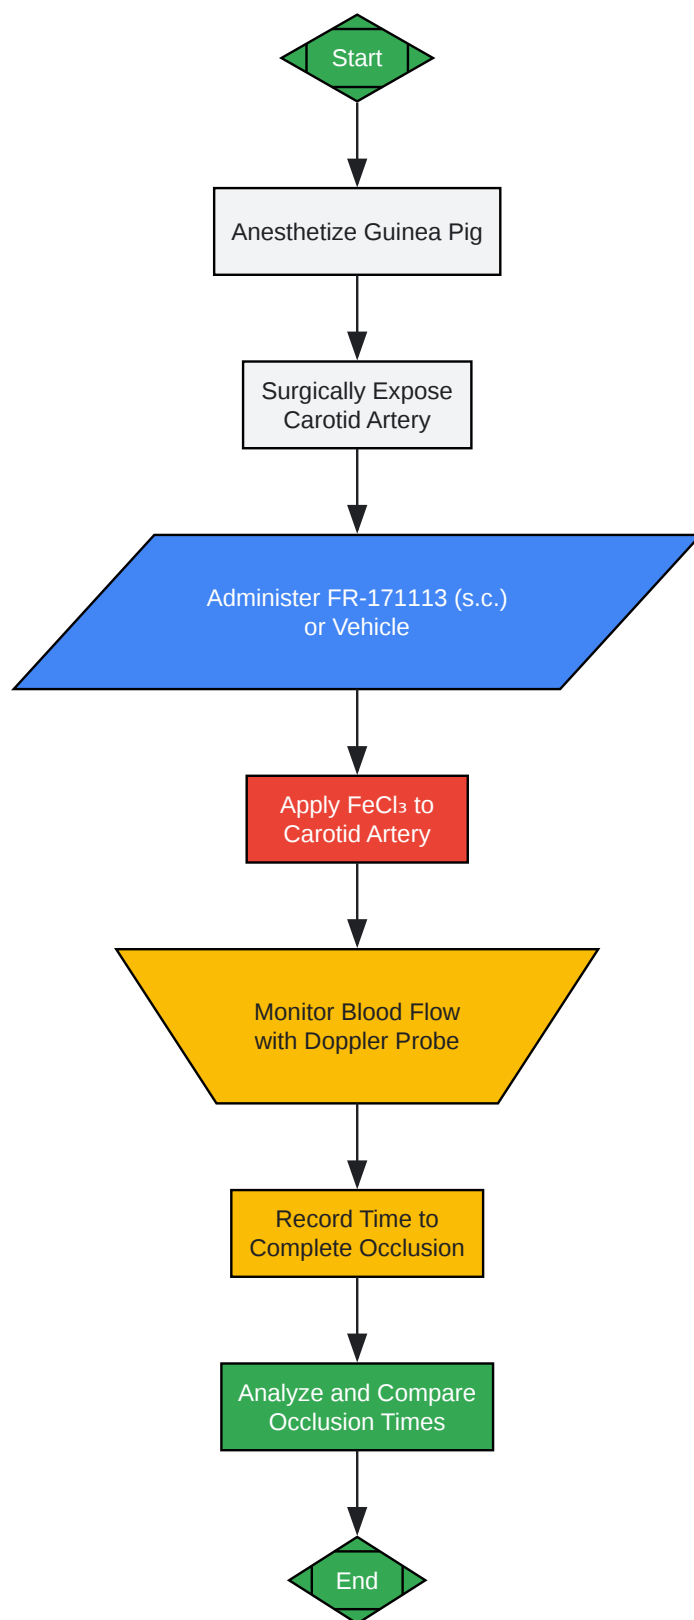 Start
Anesthetize Guinea Pig
Surgically Expose
Carotid Artery
Administer FR-171113 (s.c.)
or Vehicle
Apply FeCl₃ to
Carotid Artery
Monitor Blood Flow
with Doppler Probe
Record Time to
Complete Occlusion
Analyze and Compare
Occlusion Times
End